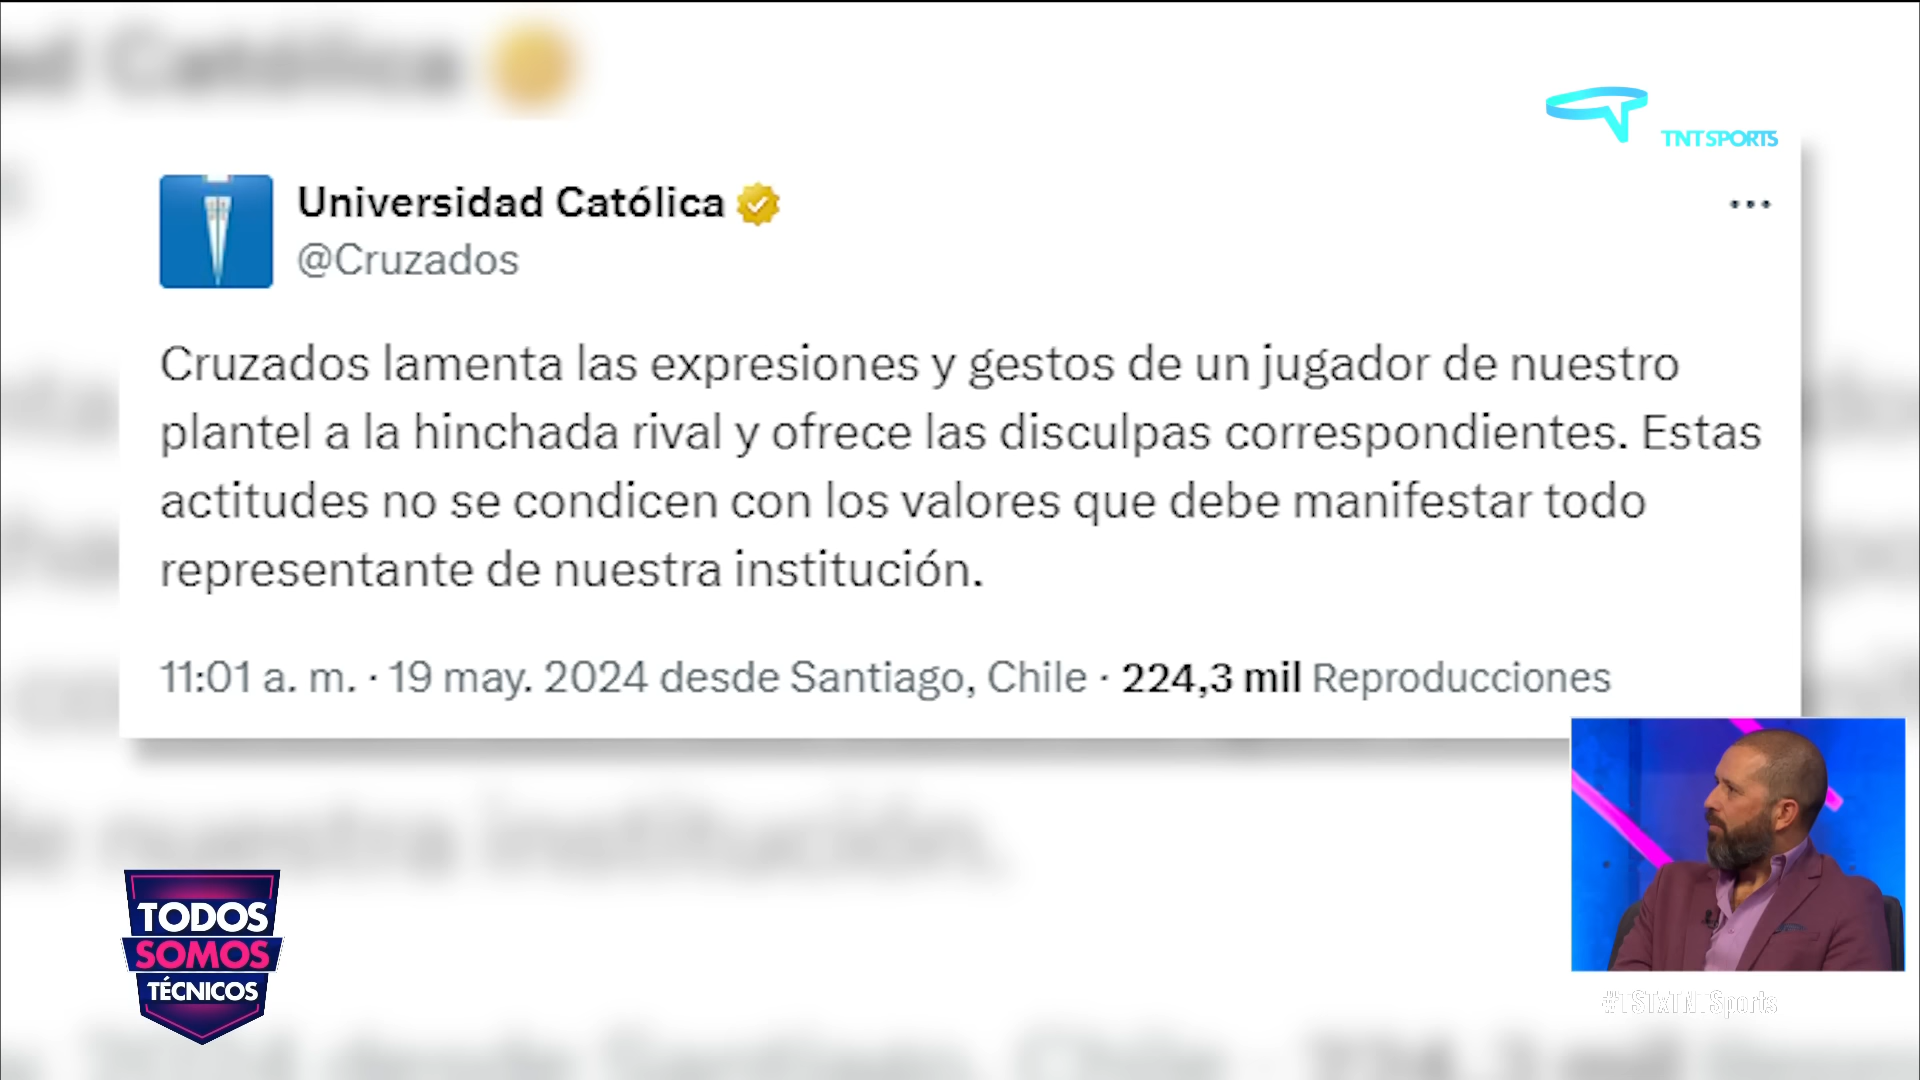 TNT SPORTS
Universidad Católica
@Cruzados
Cruzados lamenta las expresiones y gestos de un jugador de nuestro
plantel a la hinchada rival y ofrece las disculpas correspondientes. Estas
actitudes no se condicen con los valores que debe manifestar todo
representante de nuestra institución.
11:01 a. m. · 19 may. 2024 desde Santiago, Chile · 224,3 mil Reproducciones
TODOS
SOMOS
TÉCNICOS
#TSTxTNTSports